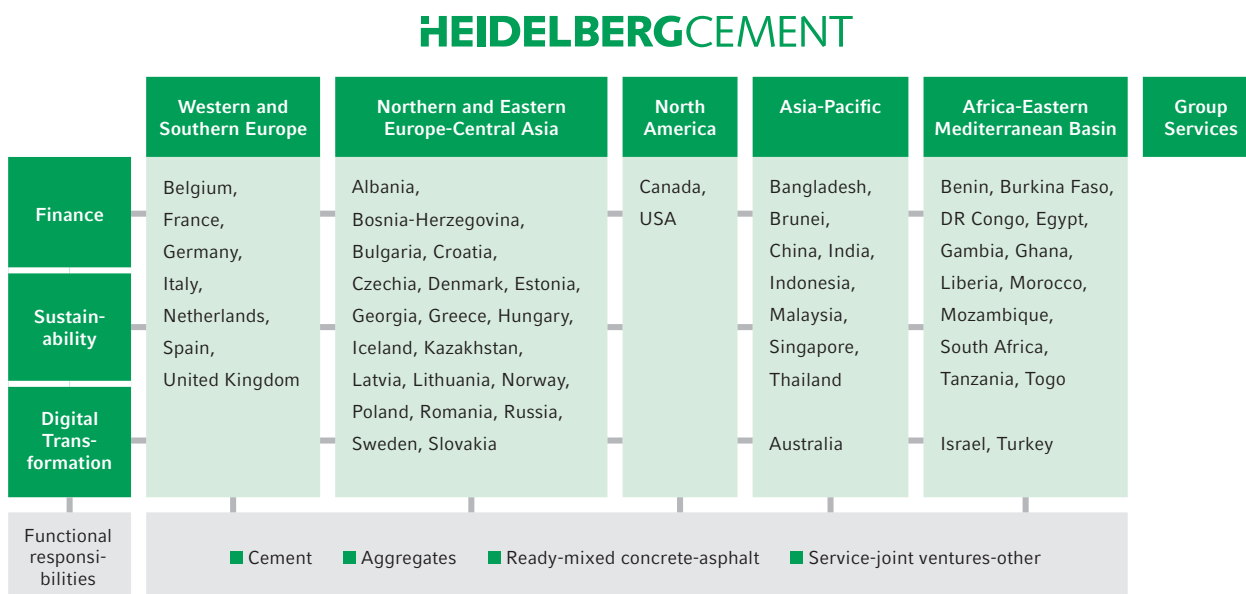 HEIDELBERGCEMENT
Western and
Southern Europe
Northern and Eastern
Europe-Central Asia
North
America
Asia-Pacific
Africa-Eastern
Mediterranean Basin
Group
Services
Finance
Sustain-
ability
Digital
Trans-
formation
Belgium,
France,
Germany,
Italy,
Netherlands,
Spain,
United Kingdom
Albania,
Bosnia-Herzegovina,
Bulgaria, Croatia,
Czechia, Denmark, Estonia,
Georgia, Greece, Hungary,
Iceland, Kazakhstan,
Latvia, Lithuania, Norway,
Poland, Romania, Russia,
Sweden, Slovakia
Canada,
USA
Bangladesh,
Brunei,
China, India,
Indonesia,
Malaysia,
Singapore,
Thailand
Australia
Benin, Burkina Faso,
DR Congo, Egypt,
Gambia, Ghana,
Liberia, Morocco,
Mozambique,
South Africa,
Tanzania, Togo
Israel, Turkey
Functional
responsi-
bilities
Cement
Aggregates
Ready-mixed concrete-asphalt
Service-joint ventures-other